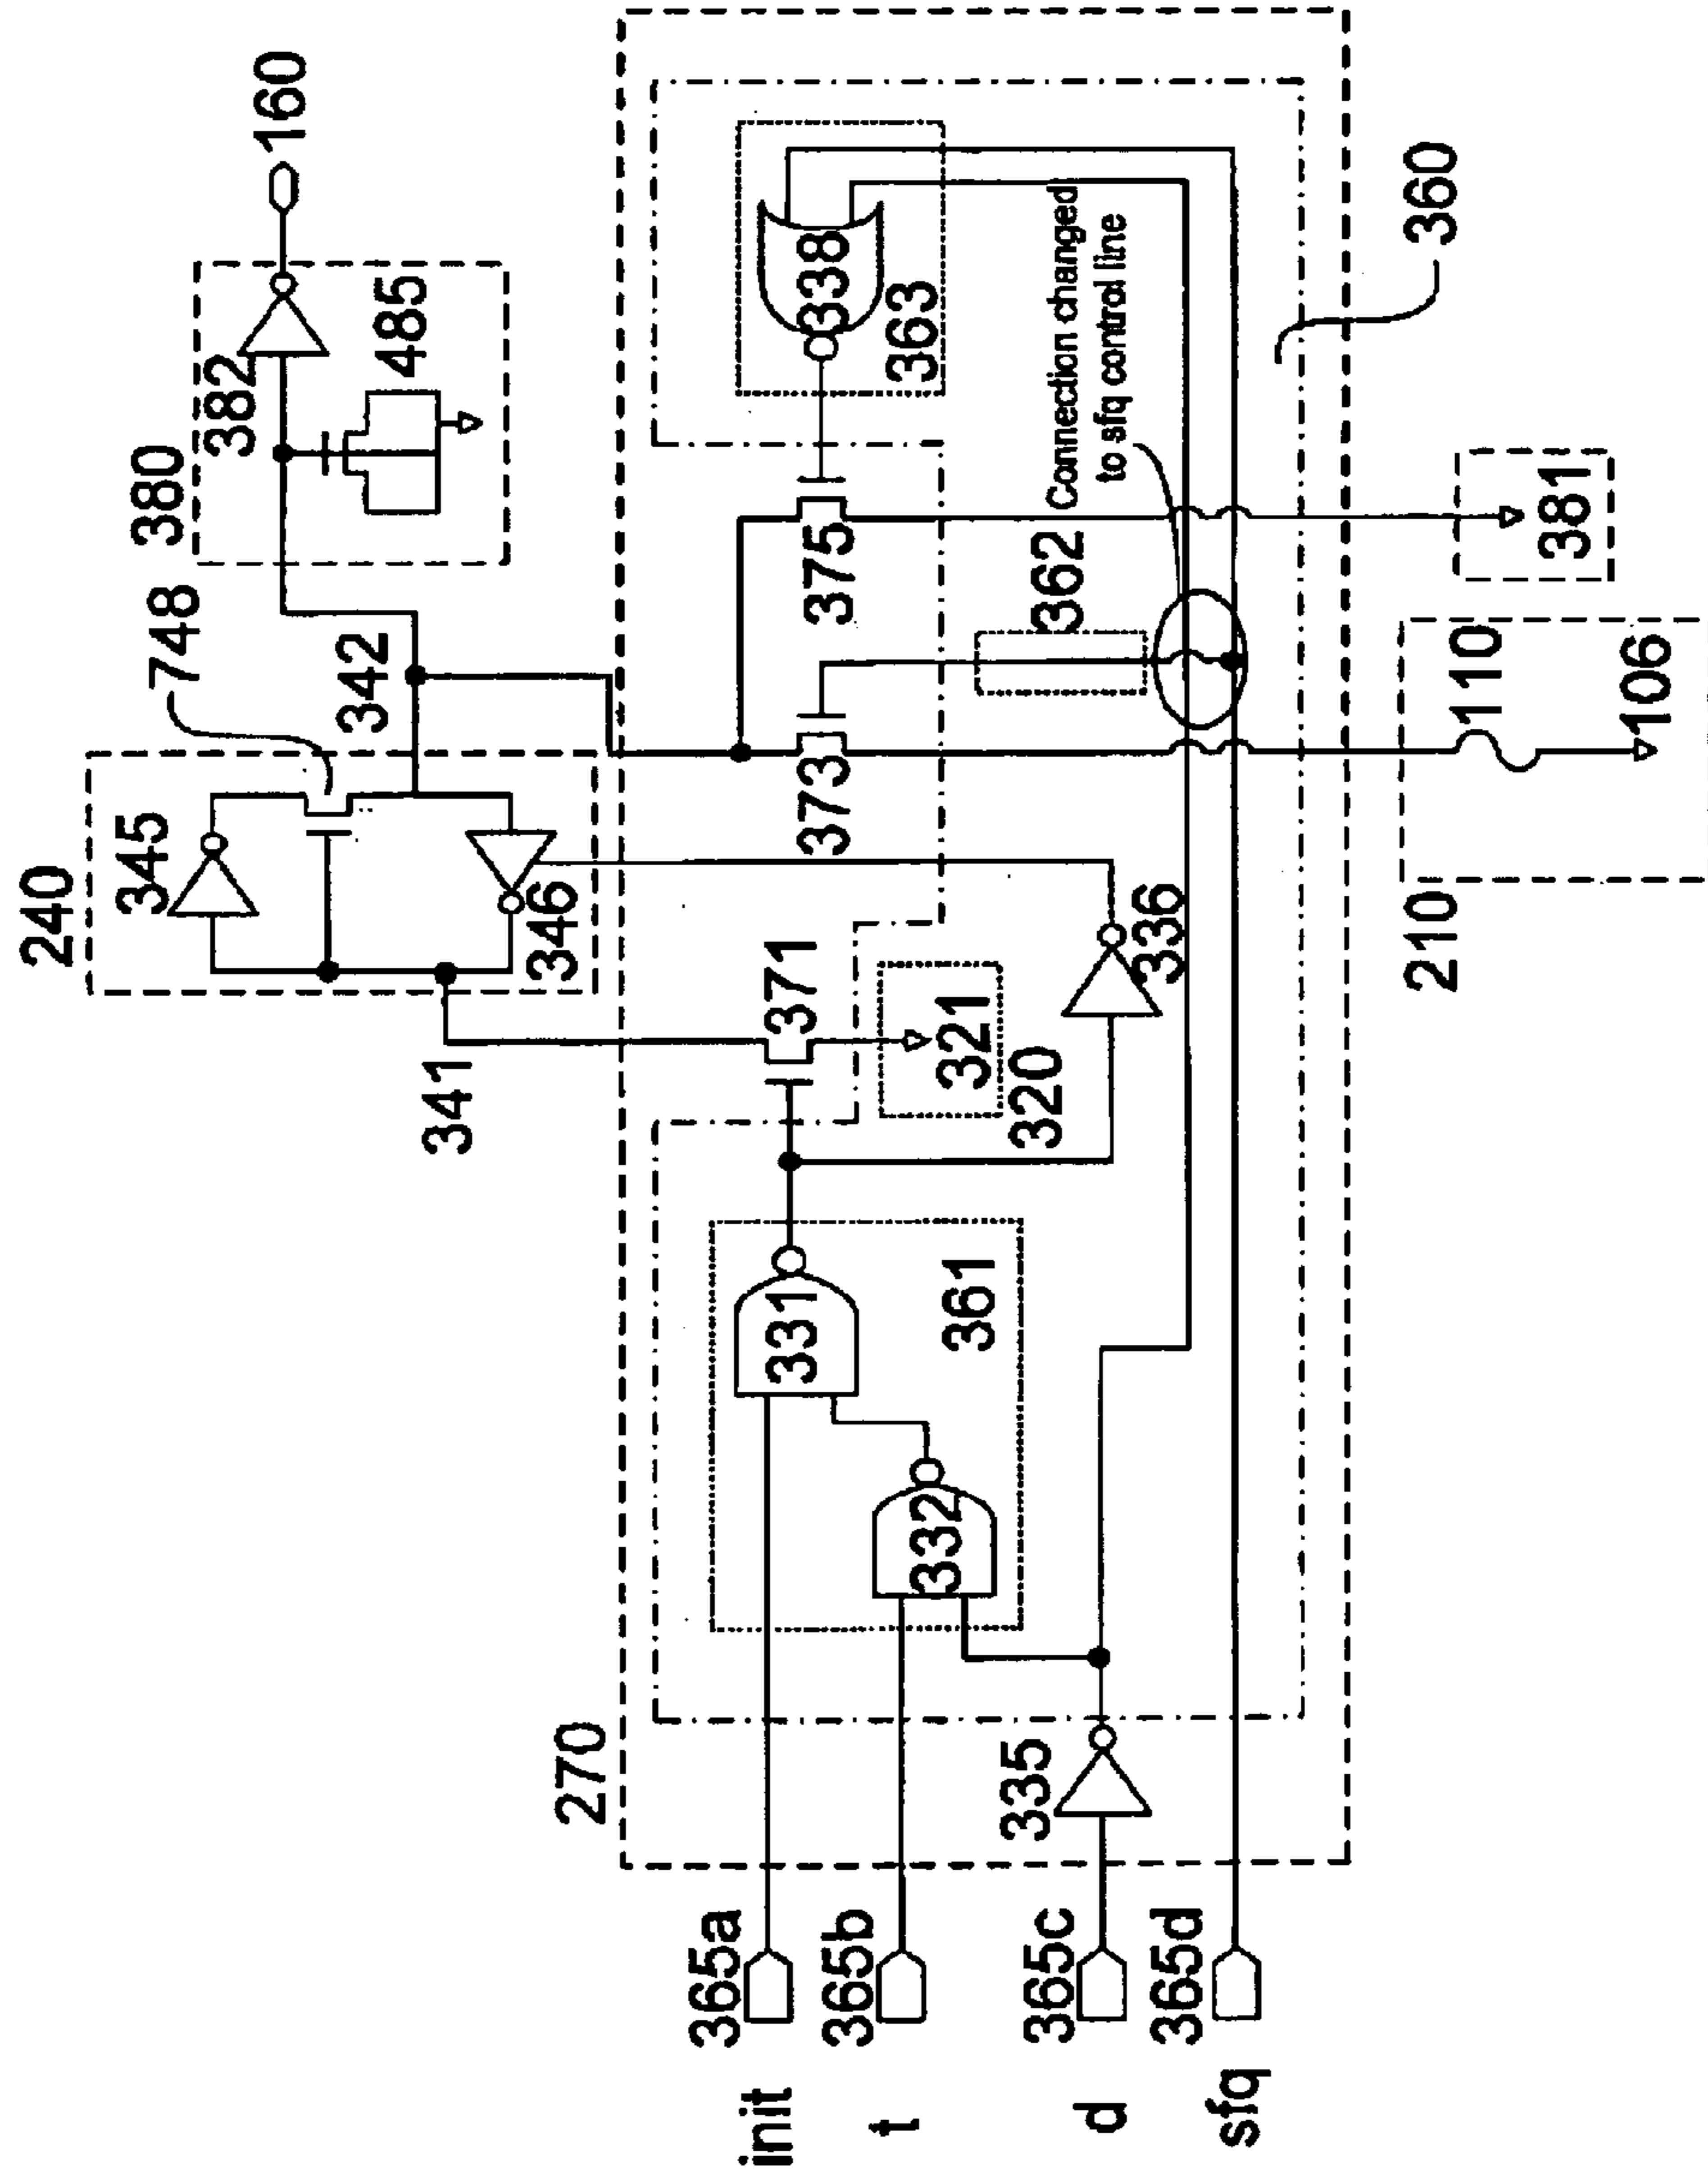 160
380
382
485
748
342
240
345
346
341
270
371
373
375
338
363
Connection changed
to sfq control line
362
321
320
336
331
361
332
335
360
381
210
110
106
init
365a
t
365b
d
365c
sfq
365d